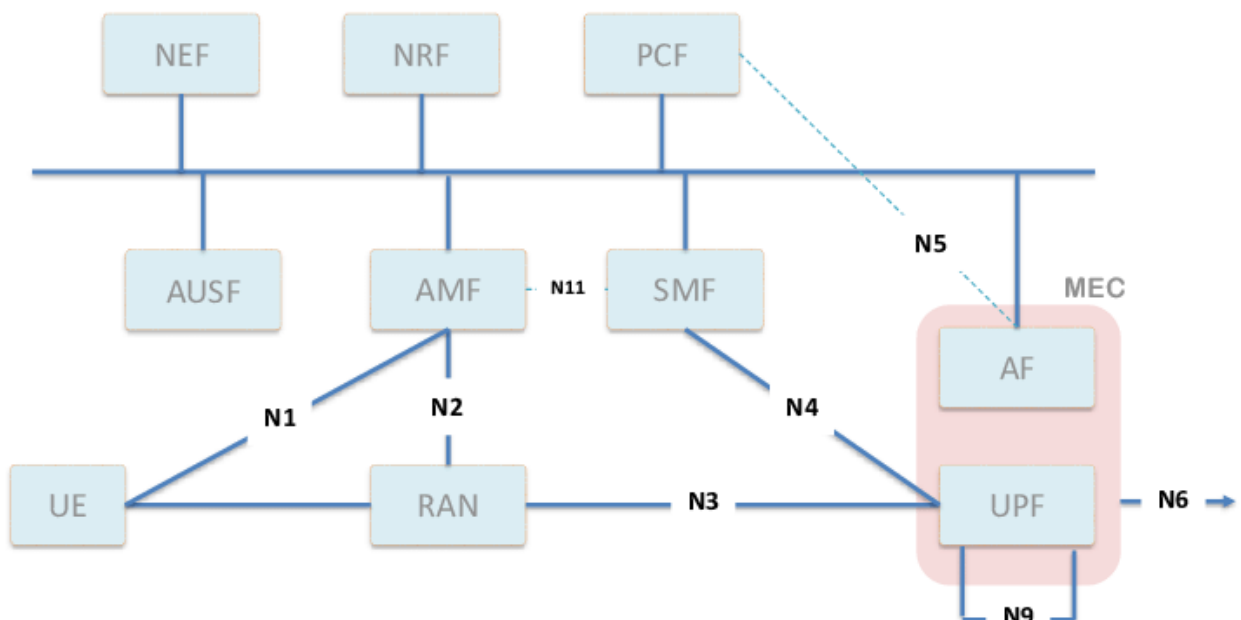 NEF
NRF
PCF
N5
MEC
AUSF
AMF
N11
SMF
AF
N1
N2
N4
UE
RAN
N3
UPF
N6
N9